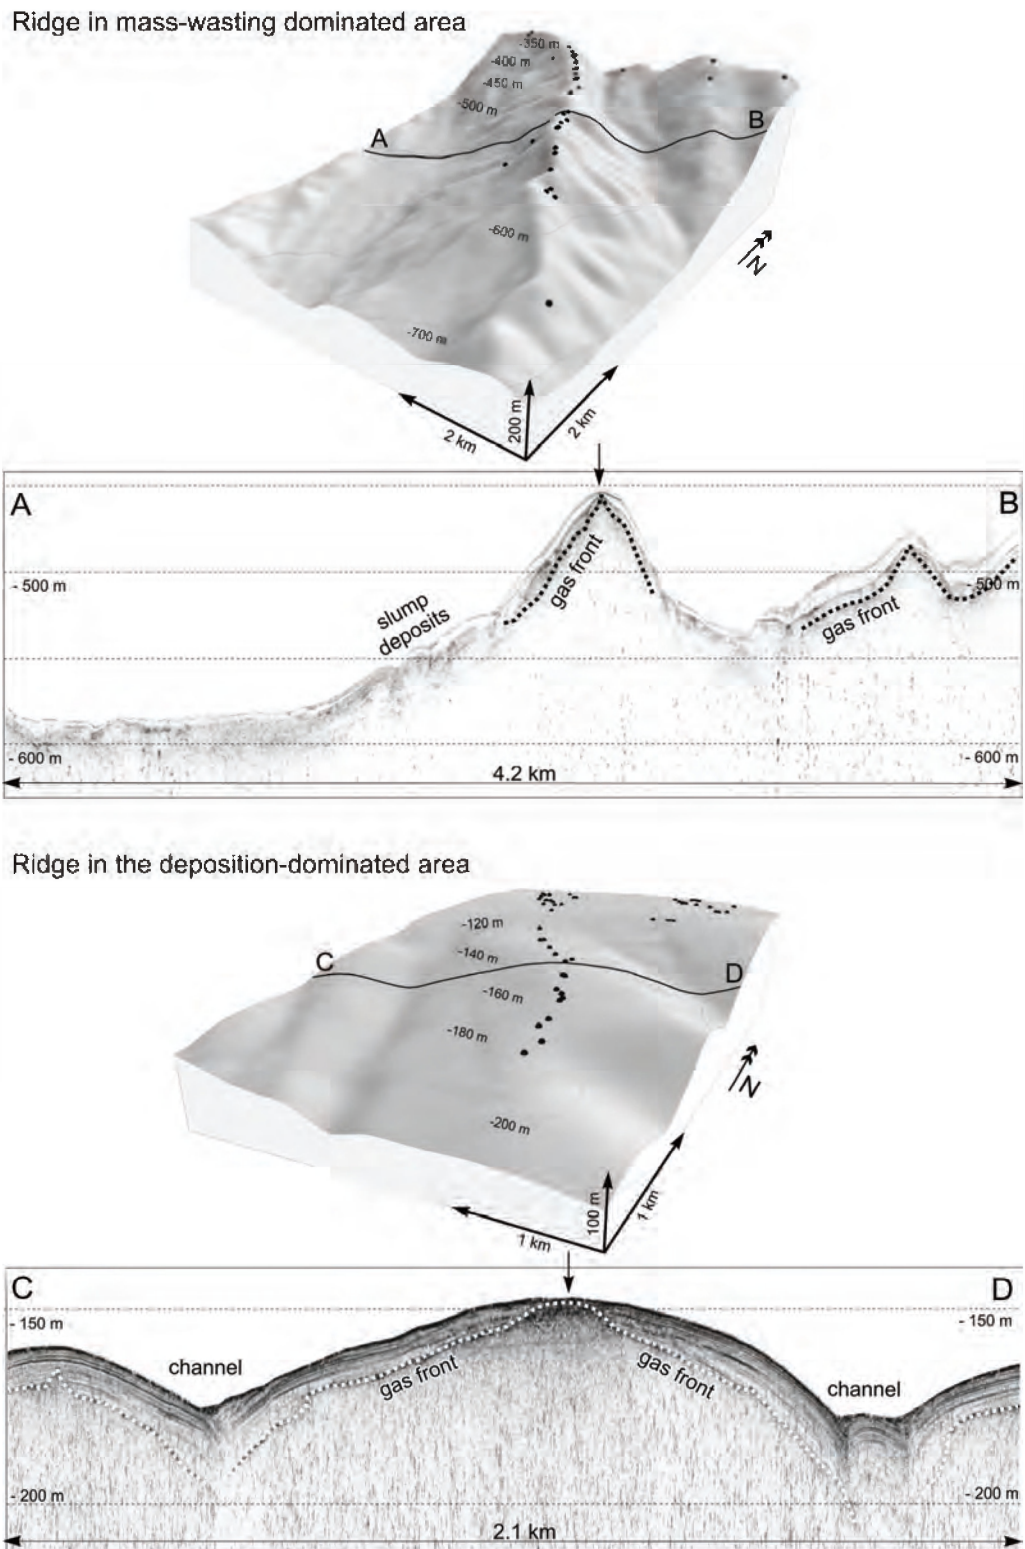 Ridge in mass-wasting dominated area
-350 m
-400 m
-450 m
-500 m
A
B
-600 m
N
-700 m
200 m
2 km
2 km
A
B
- 500 m
- 500 m
gas front
slump
deposits
gas front
- 600 m
- 600 m
4.2 km
Ridge in the deposition-dominated area
-120 m
-140 m
C
D
-160 m
-180 m
N
-200 m
100 m
1 km
1 km
C
D
- 150 m
- 150 m
channel
gas front
gas front
channel
- 200 m
- 200 m
2.1 km